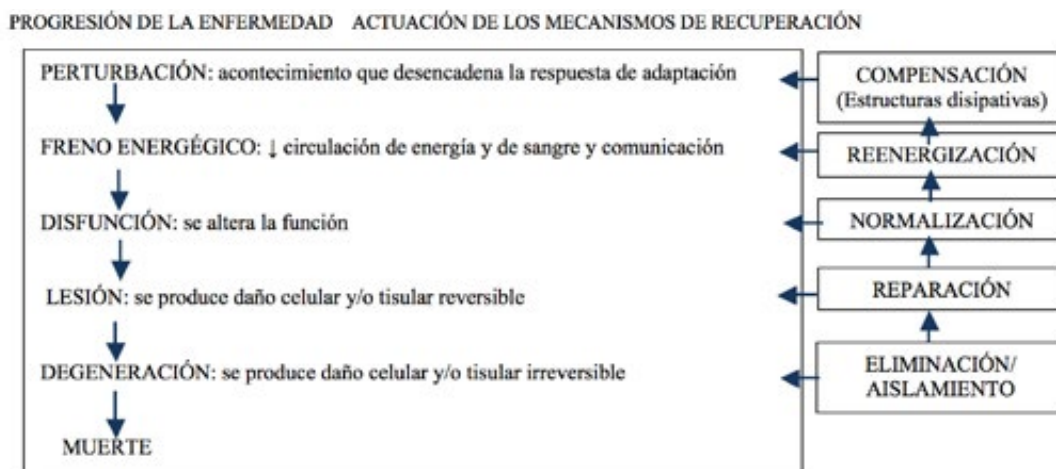 PROGRESIÓN DE LA ENFERMEDAD ACTUACIÓN DE LOS MECANISMOS DE RECUPERACIÓN
PERTURBACIÓN: acontecimiento que desencadena la respuesta de adaptación
COMPENSACIÓN
(Estructuras disipativas)
FRENO ENERGÉGICO: ↓ circulación de energía y de sangre y comunicación
REENERGIZACIÓN
DISFUNCIÓN: se altera la función
NORMALIZACIÓN
LESIÓN: se produce daño celular y/o tisular reversible
REPARACIÓN
DEGENERACIÓN: se produce daño celular y/o tisular irreversible
ELIMINACIÓN/
AISLAMIENTO
MUERTE